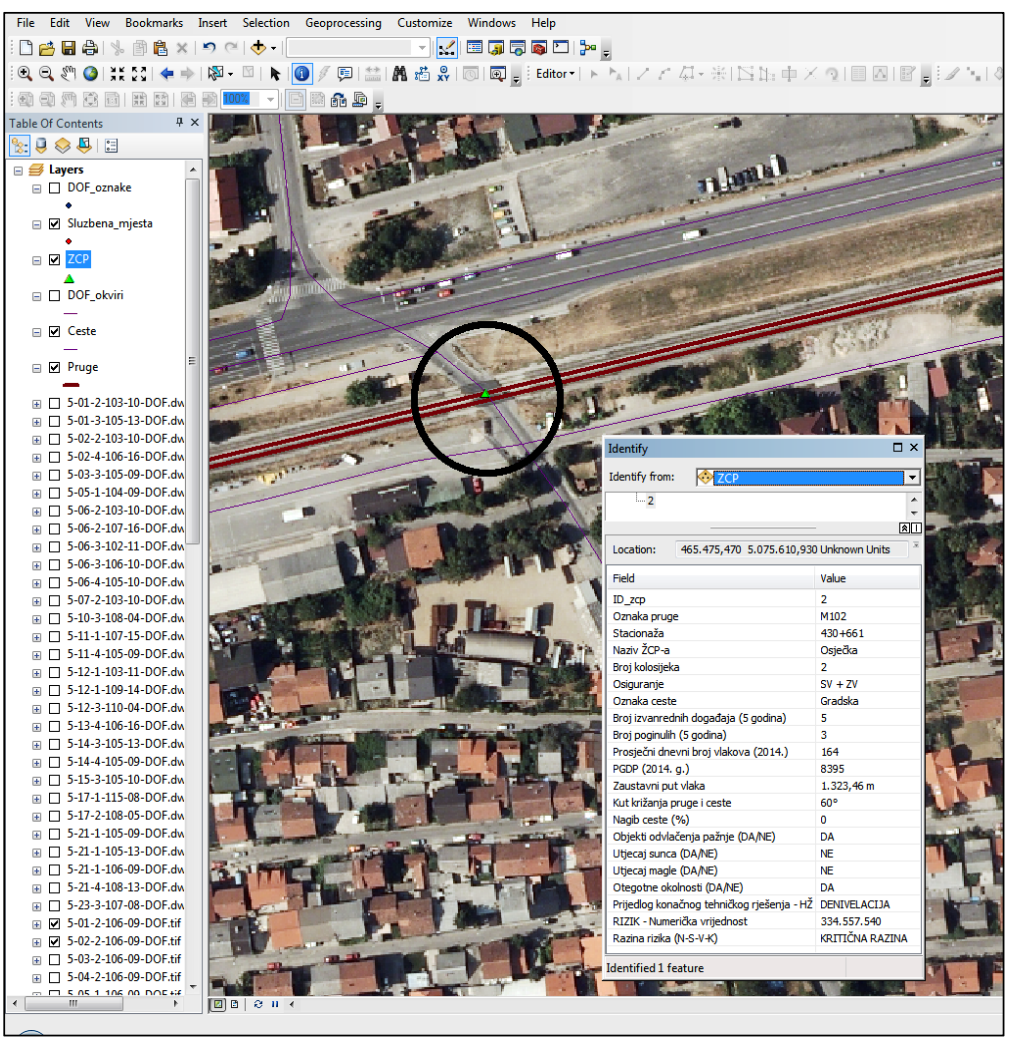 File Edit View Bookmarks Insert Selection Geoprocessing Customize Windows Help
Editor
100%
Table Of Contents
Layers
DOF_oznake
Sluzbena_mjesta
ZCP
DOF_okviri
Ceste
Pruge
5-01-2-103-10-DOF.dw
5-01-3-105-13-DOF.dw
5-02-2-103-10-DOF.dw
5-02-4-106-16-DOF.dw
5-03-3-105-09-DOF.dw
5-05-1-104-09-DOF.dw
5-06-2-103-10-DOF.dw
5-06-2-107-16-DOF.dw
5-06-3-102-11-DOF.dw
5-06-3-106-10-DOF.dw
5-06-4-105-10-DOF.dw
5-07-2-103-10-DOF.dw
5-10-3-108-04-DOF.dw
5-11-1-107-15-DOF.dw
5-11-4-105-09-DOF.dw
5-12-1-103-11-DOF.dw
5-12-1-109-14-DOF.dw
5-12-3-110-04-DOF.dw
5-13-4-106-16-DOF.dw
5-14-3-105-13-DOF.dw
5-14-4-105-09-DOF.dw
5-15-3-105-10-DOF.dw
5-17-1-115-08-DOF.dw
5-17-2-108-05-DOF.dw
5-21-1-105-09-DOF.dw
5-21-1-105-13-DOF.dw
5-21-1-106-09-DOF.dw
5-21-4-108-13-DOF.dw
5-23-3-107-08-DOF.dw
5-01-2-106-09-DOF.tif
5-02-2-106-09-DOF.tif
5-03-2-106-09-DOF.tif
5-04-2-106-09-DOF.tif
5-05-1-106-09-DOF.tif
Identify
Identify from: ZCP
2
Location: 465.475,470 5.075.610,930 Unknown Units
Field Value
ID_zcp 2
Oznaka pruge M102
Stacionaža 430+661
Naziv ŽCP-a Osječka
Broj kolosijeka 2
Osiguranje SV + ZV
Oznaka ceste Gradska
Broj izvanrednih događaja (5 godina) 5
Broj poginulih (5 godina) 3
Prosječni dnevni broj vlakova (2014.) 164
PGDP (2014. g.) 8395
Zaustavni put vlaka 1.323,46 m
Kut križanja pruge i ceste 60°
Nagib ceste (%) 0
Objekti odvlačenja pažnje (DA/NE) DA
Utjecaj sunca (DA/NE) NE
Utjecaj magle (DA/NE) NE
Otegotne okolnosti (DA/NE) DA
Prijedlog konačnog tehničkog rješenja - HŽ DENIVELACIJA
RIZIK - Numerička vrijednost 334.557.540
Razina rizika (N-S-V-K) KRITIČNA RAZINA
Identified 1 feature